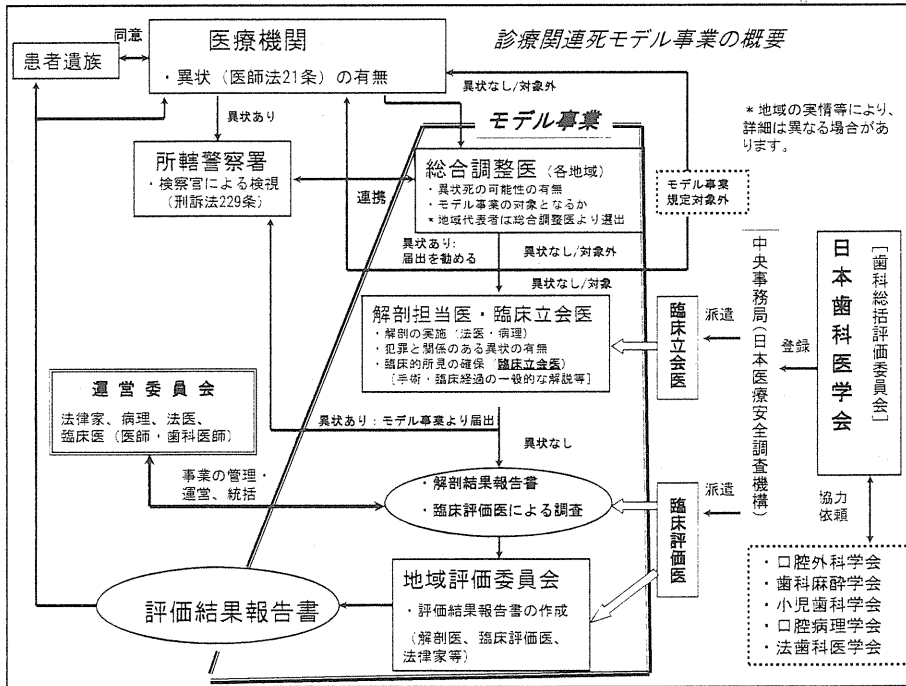 診療関連死モデル事業の概要
医療機関
・異状（医師法21条）の有無
同意
患者遺族
異状なし/対象外
異状あり
＊地域の実情等により、
詳細は異なる場合があ
ります。
モデル事業
所轄警察署
・検察官による検視
（刑訴法229条）
連携
総合調整医（各地域）
・異状死の可能性の有無
・モデル事業の対象となるか
＊地域代表者は総合調整医より選出
モデル事業
規定対象外
異状あり:
届出を勧める
異状なし/対象外
異状なし/対象
解剖担当医・臨床立会医
・解剖の実施（法医・病理）
・犯罪と関係のある異状の有無
・臨床的所見の確保（臨床立会医）
［手術・臨床経過の一般的な解説等］
臨床立会医
派遣
中央事務局（日本医療安全調査機構）
登録
日本歯科医学会
［歯科総括評価委員会］
運営委員会
法律家、病理、法医、
臨床医（医師・歯科医師）
異状あり：モデル事業より届出
異状なし
事業の管理・
運営、統括
・解剖結果報告書
・臨床評価医による調査
臨床評価医
派遣
協力
依頼
地域評価委員会
・評価結果報告書の作成
（解剖医、臨床評価医、
法律家等）
評価結果報告書
・口腔外科学会
・歯科麻酔学会
・小児歯科学会
・口腔病理学会
・法歯科医学会